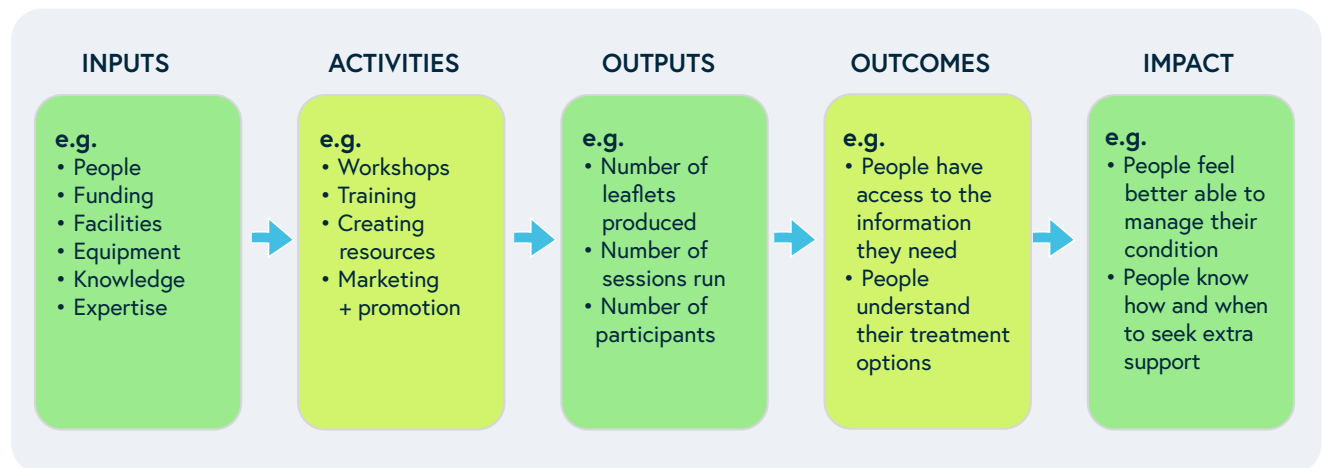 INPUTS
e.g.
• People
• Funding
• Facilities
• Equipment
• Knowledge
• Expertise
ACTIVITIES
e.g.
• Workshops
• Training
• Creating
resources
• Marketing
+ promotion
OUTPUTS
e.g.
• Number of
leaflets
produced
• Number of
sessions run
• Number of
participants
OUTCOMES
e.g.
• People have
access to the
information
they need
• People
understand
their treatment
options
IMPACT
e.g.
• People feel
better able to
manage their
condition
• People know
how and when
to seek extra
support